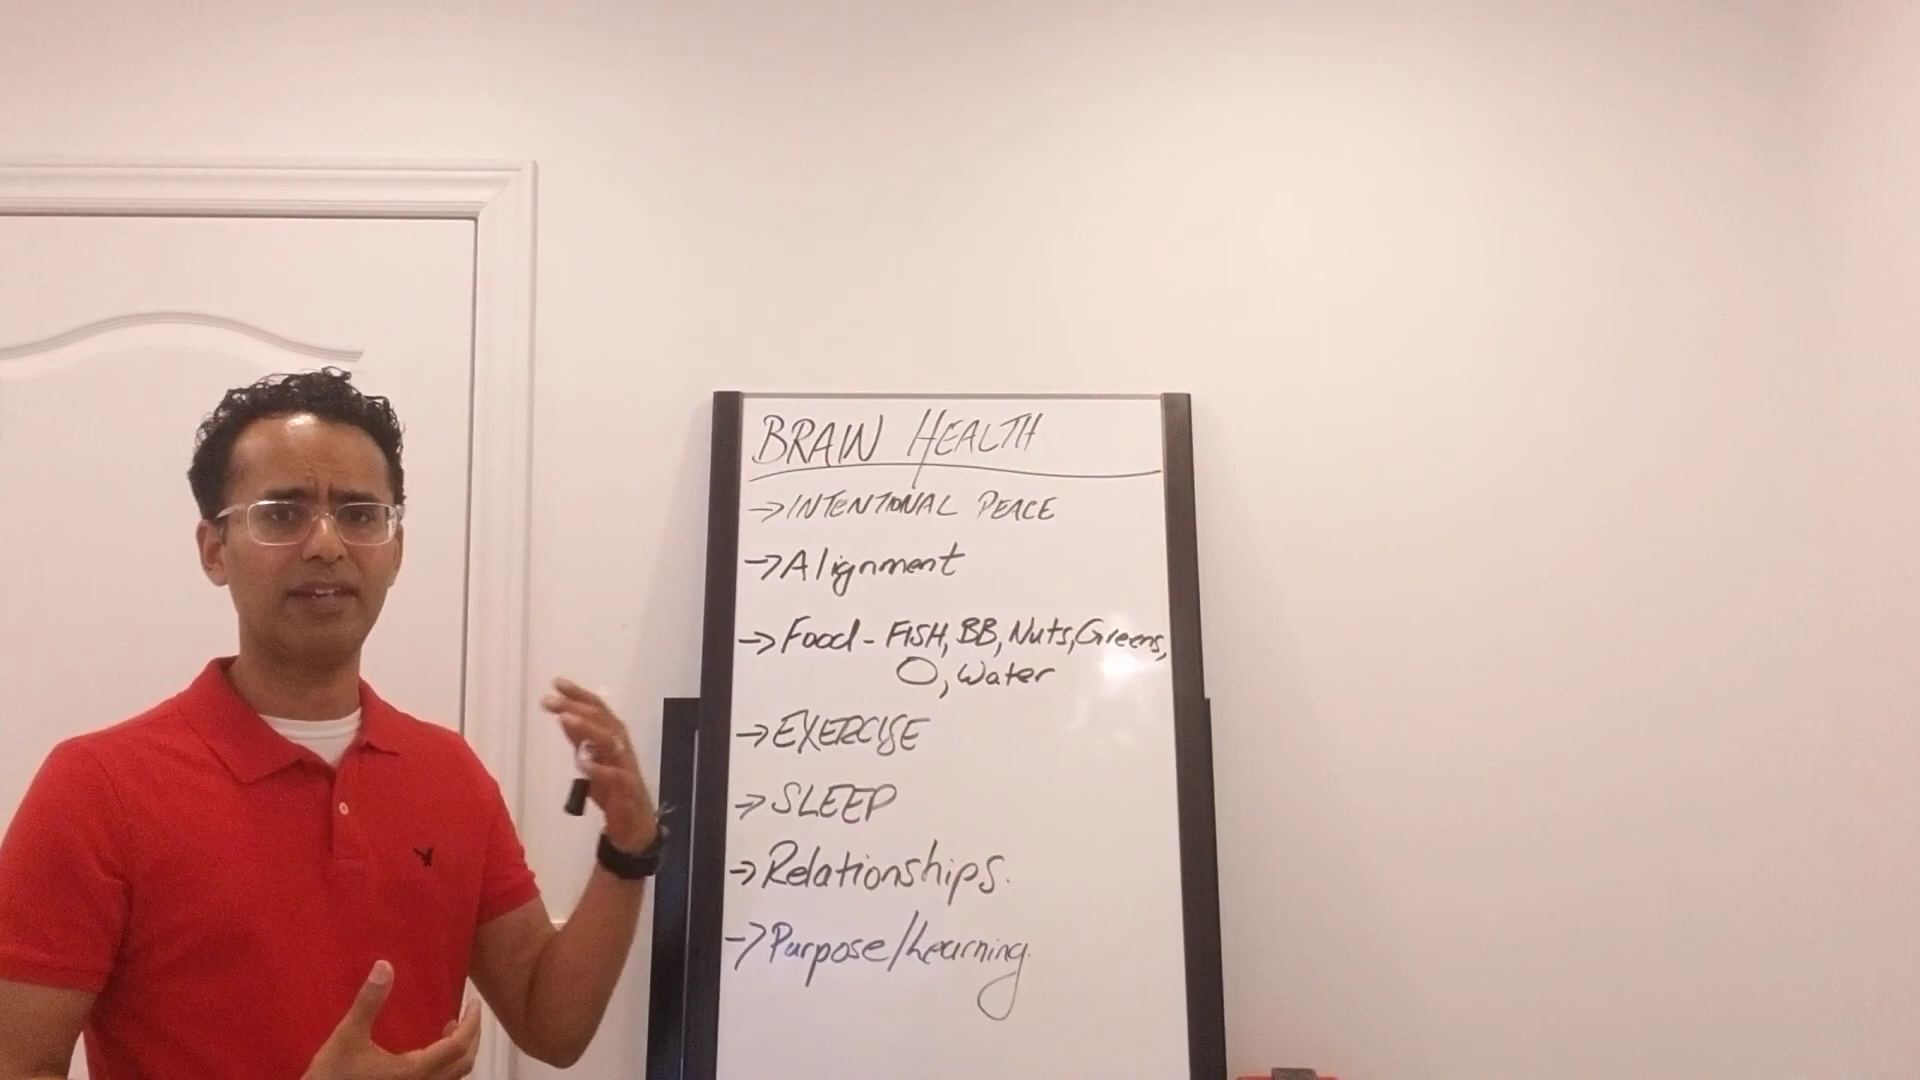 BRAIN HEALTH
→INTENTIONAL PEACE
→Alignment
→Food - FISH, BB, Nuts, Greens,
O, Water
→EXERCISE
→SLEEP
→Relationships.
→Purpose/Learning.